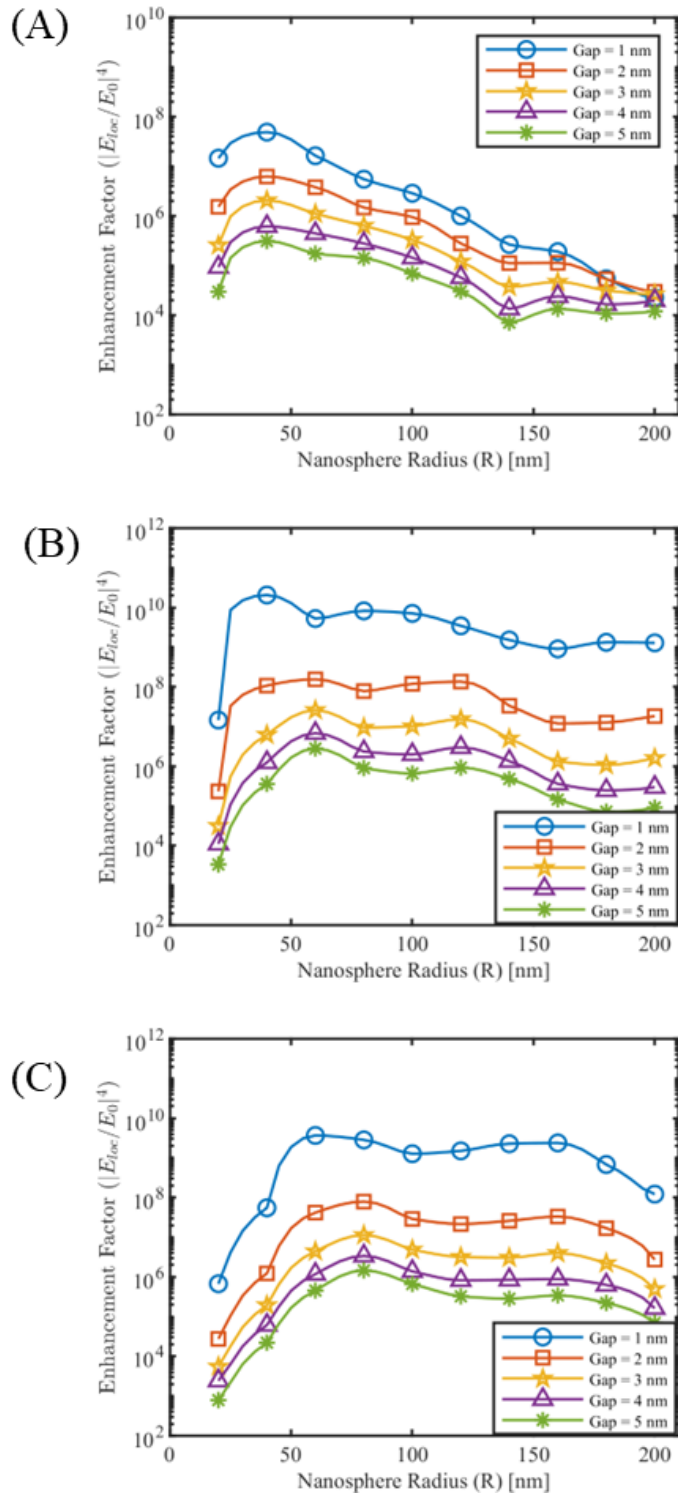 (A)
Enhancement Factor (|E_loc/E_0|^4)
10^10
10^8
10^6
10^4
10^2
Gap = 1 nm
Gap = 2 nm
Gap = 3 nm
Gap = 4 nm
Gap = 5 nm
0 50 100 150 200
Nanosphere Radius (R) [nm]
(B)
Enhancement Factor (|E_loc/E_0|^4)
10^12
10^10
10^8
10^6
10^4
10^2
Gap = 1 nm
Gap = 2 nm
Gap = 3 nm
Gap = 4 nm
Gap = 5 nm
0 50 100 150 200
Nanosphere Radius (R) [nm]
(C)
Enhancement Factor (|E_loc/E_0|^4)
10^12
10^10
10^8
10^6
10^4
10^2
Gap = 1 nm
Gap = 2 nm
Gap = 3 nm
Gap = 4 nm
Gap = 5 nm
0 50 100 150 200
Nanosphere Radius (R) [nm]